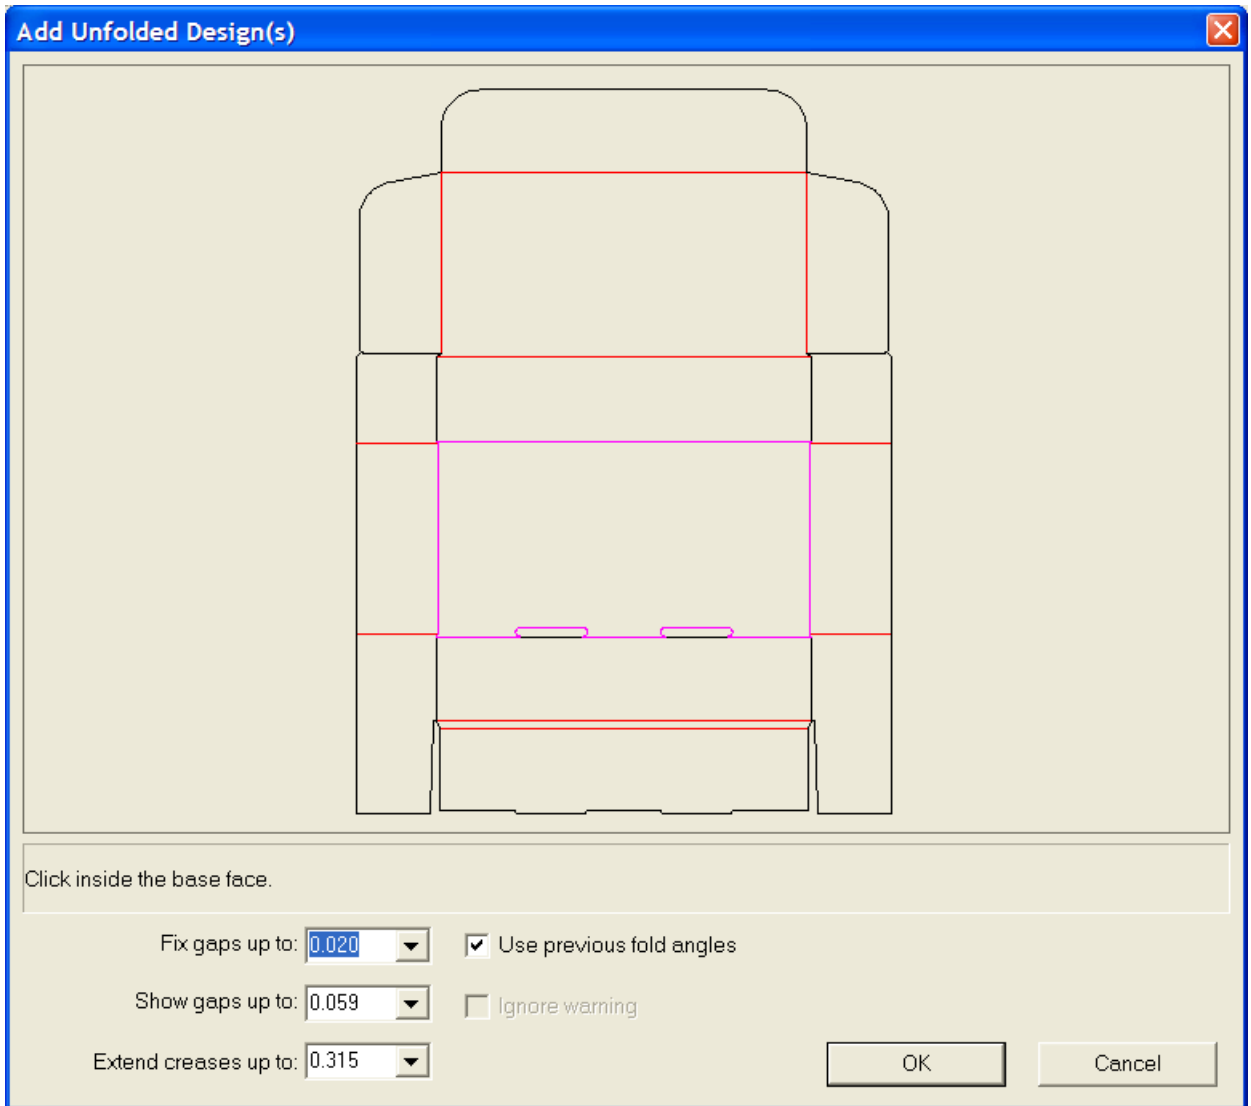 Add Unfolded Design(s)
Click inside the base face.
Fix gaps up to: 0.020 Use previous fold angles
Show gaps up to: 0.059 Ignore warning
Extend creases up to: 0.315 OK Cancel